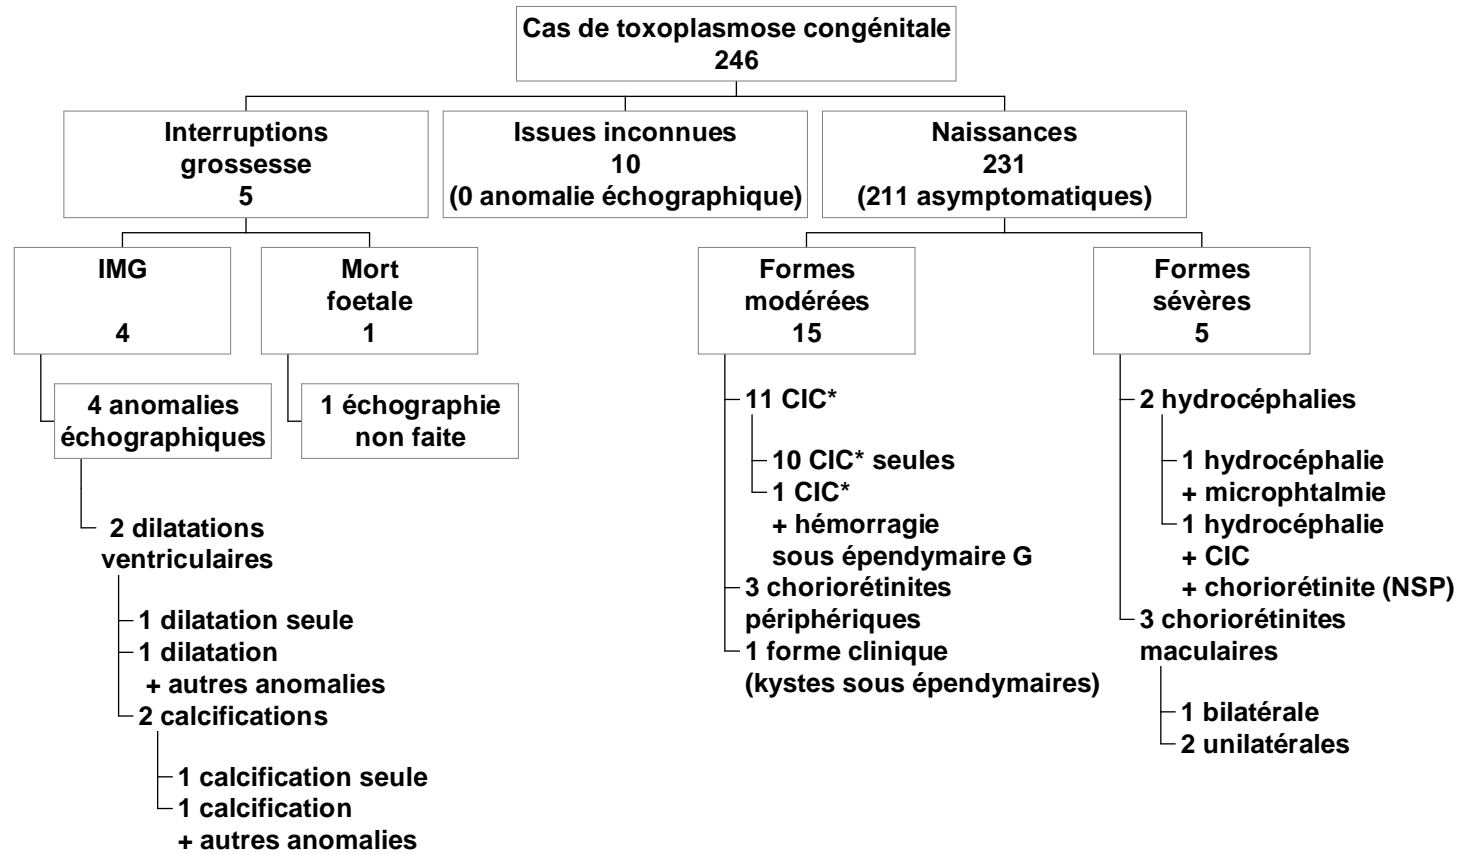 Cas de toxoplasmose congénitale
246
Interruptions
grossesse
5
Issues inconnues
10
(0 anomalie échographique)
Naissances
231
(211 asymptomatiques)
IMG
4
Mort
foetale
1
Formes
modérées
15
Formes
sévères
5
4 anomalies
échographiques
1 échographie
non faite
2 dilatations
ventriculaires
1 dilatation seule
1 dilatation
+ autres anomalies
2 calcifications
1 calcification seule
1 calcification
+ autres anomalies
11 CIC*
10 CIC* seules
1 CIC*
+ hémorragie
sous épendymaire G
3 choriorétinites
périphériques
1 forme clinique
(kystes sous épendymaires)
2 hydrocéphalies
1 hydrocéphalie
+ microphtalmie
1 hydrocéphalie
+ CIC
+ choriorétinite (NSP)
3 choriorétinites
maculaires
1 bilatérale
2 unilatérales